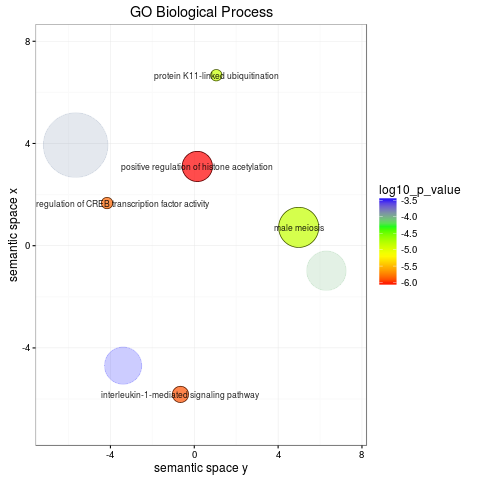 GO Biological Process
8
4
0
-4
semantic space x
protein K11-linked ubiquitination
positive regulation of histone acetylation
regulation of CREB transcription factor activity
male meiosis
interleukin-1-mediated signaling pathway
-4
0
4
8
semantic space y
log10_p_value
-3.5
-4.0
-4.5
-5.0
-5.5
-6.0